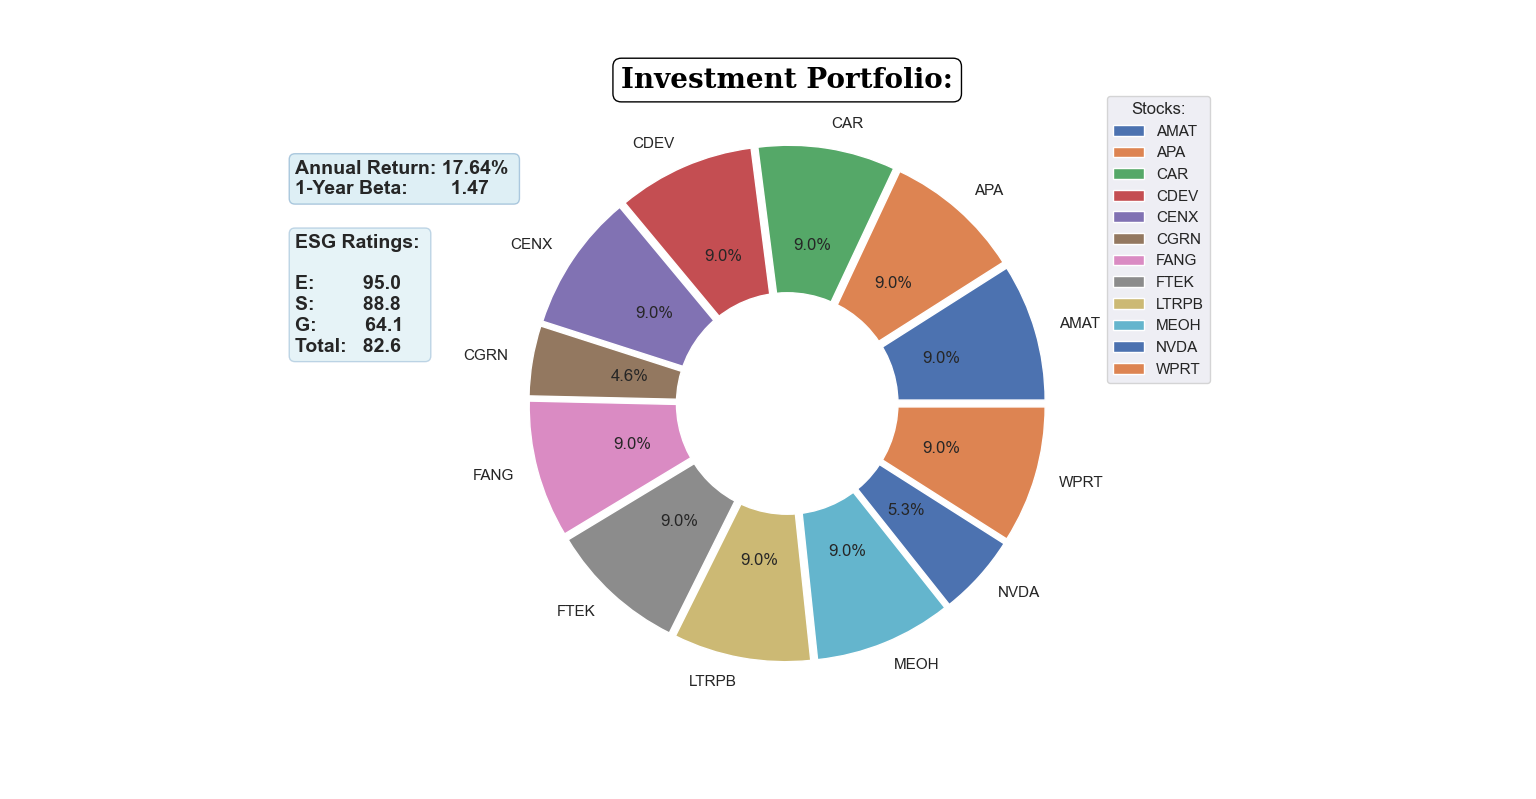 Investment Portfolio:
Annual Return: 17.64%
1-Year Beta: 1.47
ESG Ratings:
E: 95.0
S: 88.8
G: 64.1
Total: 82.6
CAR
CDEV
APA
CENX
AMAT
CGRN
FANG
WPRT
FTEK
NVDA
LTRPB
MEOH
9.0%
9.0%
9.0%
9.0%
9.0%
4.6%
9.0%
9.0%
9.0%
9.0%
5.3%
9.0%
Stocks:
AMAT
APA
CAR
CDEV
CENX
CGRN
FANG
FTEK
LTRPB
MEOH
NVDA
WPRT